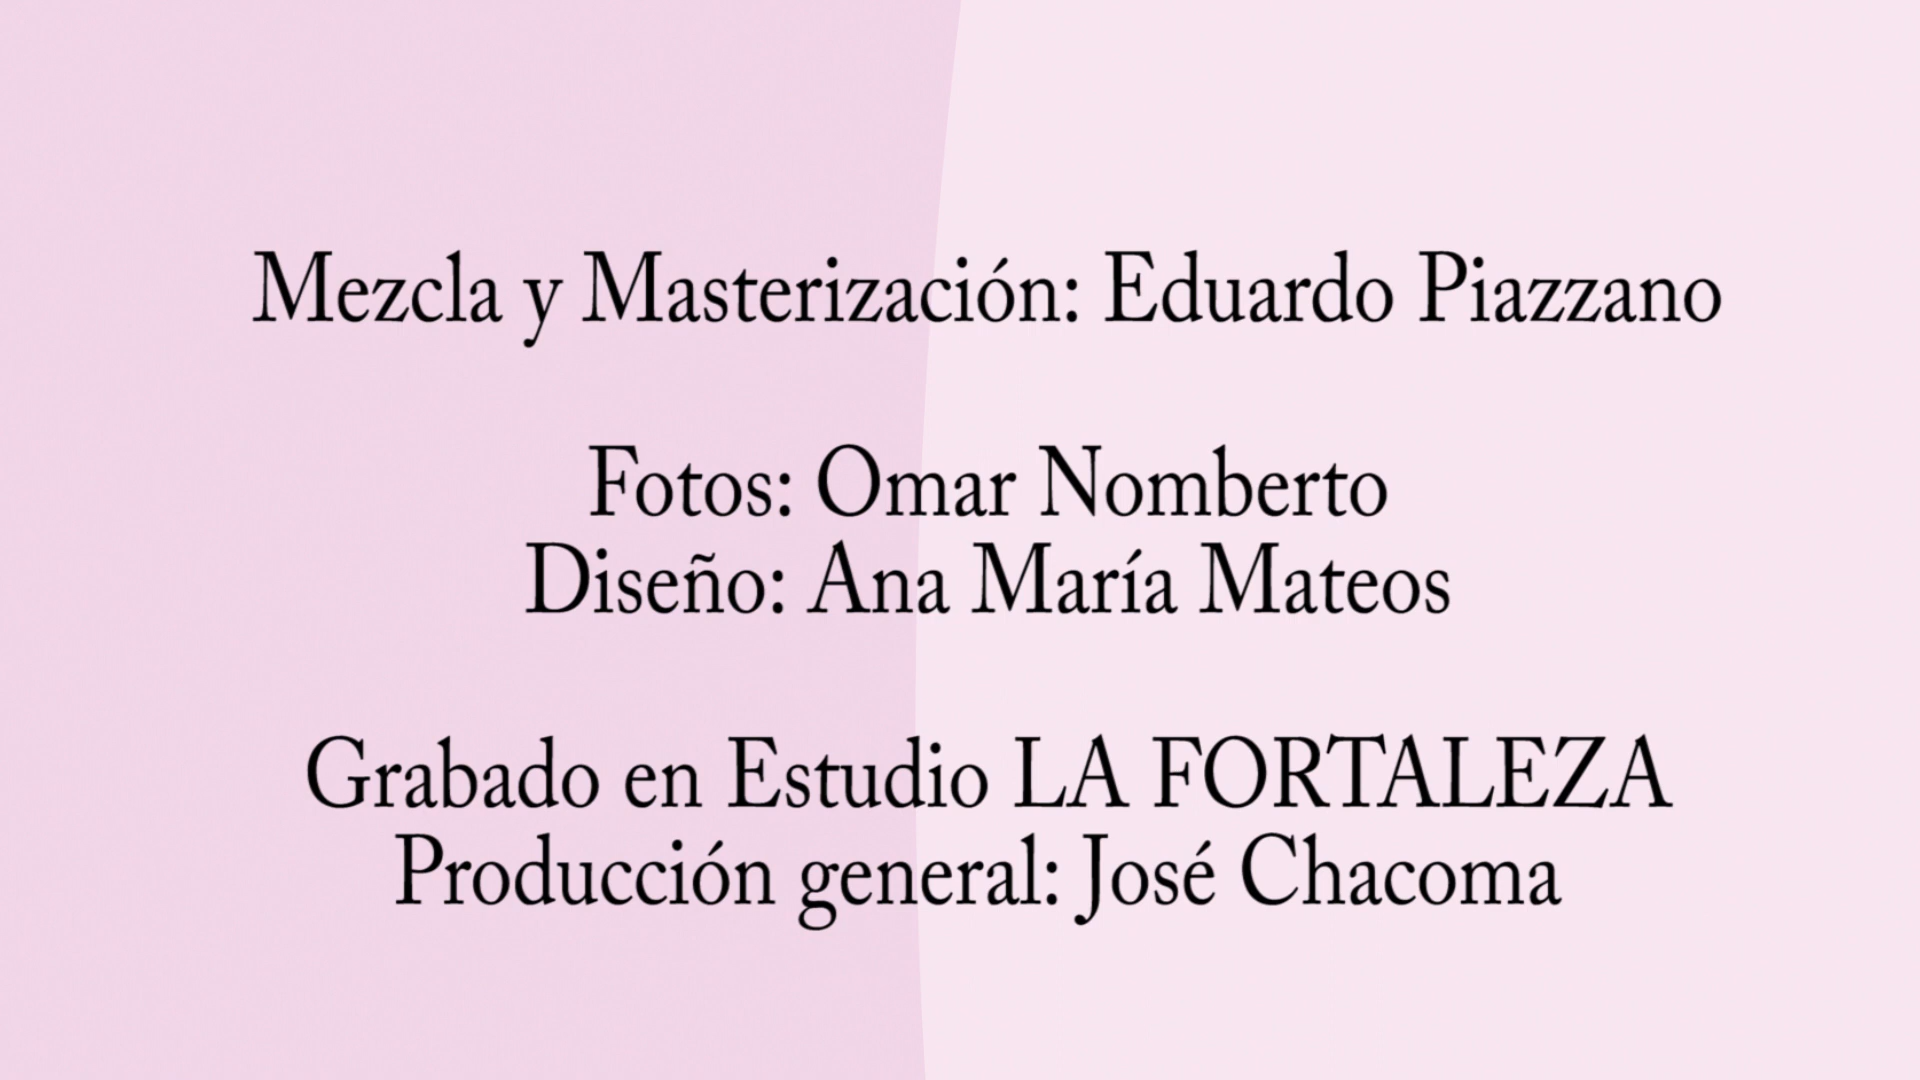 Mezcla y Masterización: Eduardo Piazzano
Fotos: Omar Nomberto
Diseño: Ana María Mateos
Grabado en Estudio LA FORTALEZA
Producción general: José Chacoma